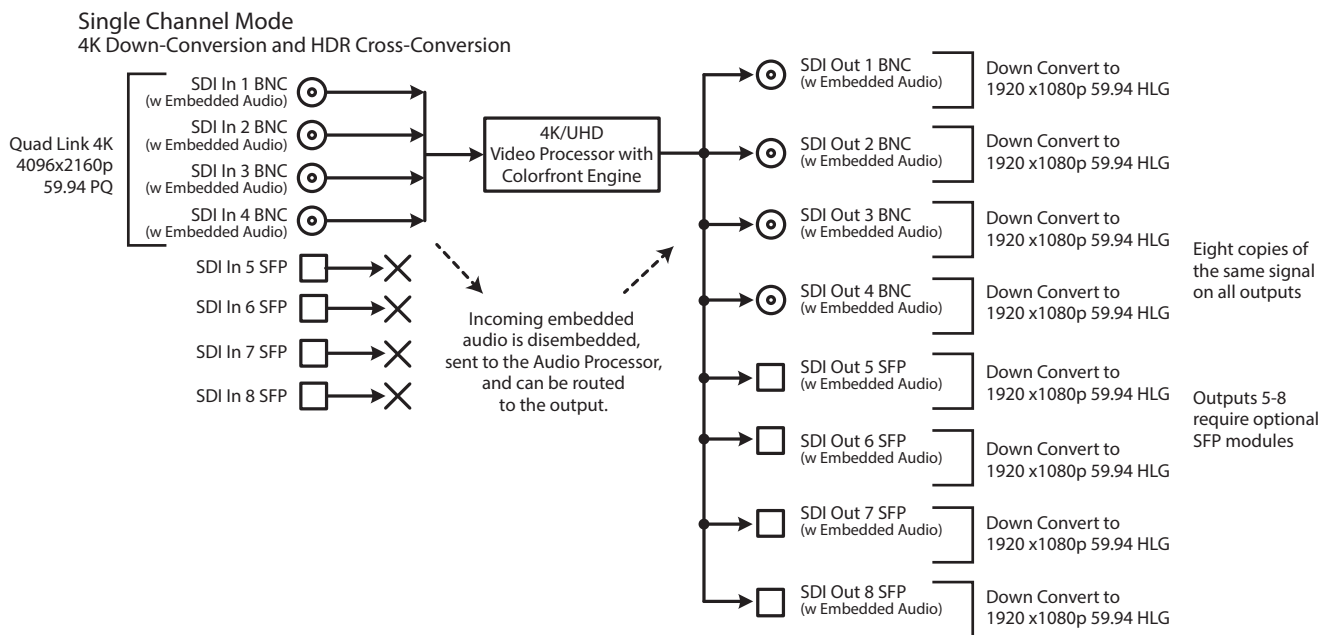 Single Channel Mode
4K Down-Conversion and HDR Cross-Conversion
Quad Link 4K
4096x2160p
59.94 PQ
SDI In 1 BNC
(w Embedded Audio)
SDI In 2 BNC
(w Embedded Audio)
SDI In 3 BNC
(w Embedded Audio)
SDI In 4 BNC
(w Embedded Audio)
SDI In 5 SFP
SDI In 6 SFP
SDI In 7 SFP
SDI In 8 SFP
4K/UHD
Video Processor with
Colorfront Engine
Incoming embedded
audio is disembedded,
sent to the Audio Processor,
and can be routed
to the output.
SDI Out 1 BNC
(w Embedded Audio)
Down Convert to
1920 x1080p 59.94 HLG
SDI Out 2 BNC
(w Embedded Audio)
Down Convert to
1920 x1080p 59.94 HLG
SDI Out 3 BNC
(w Embedded Audio)
Down Convert to
1920 x1080p 59.94 HLG
SDI Out 4 BNC
(w Embedded Audio)
Down Convert to
1920 x1080p 59.94 HLG
SDI Out 5 SFP
(w Embedded Audio)
Down Convert to
1920 x1080p 59.94 HLG
SDI Out 6 SFP
(w Embedded Audio)
Down Convert to
1920 x1080p 59.94 HLG
SDI Out 7 SFP
(w Embedded Audio)
Down Convert to
1920 x1080p 59.94 HLG
SDI Out 8 SFP
(w Embedded Audio)
Down Convert to
1920 x1080p 59.94 HLG
Eight copies of
the same signal
on all outputs
Outputs 5-8
require optional
SFP modules